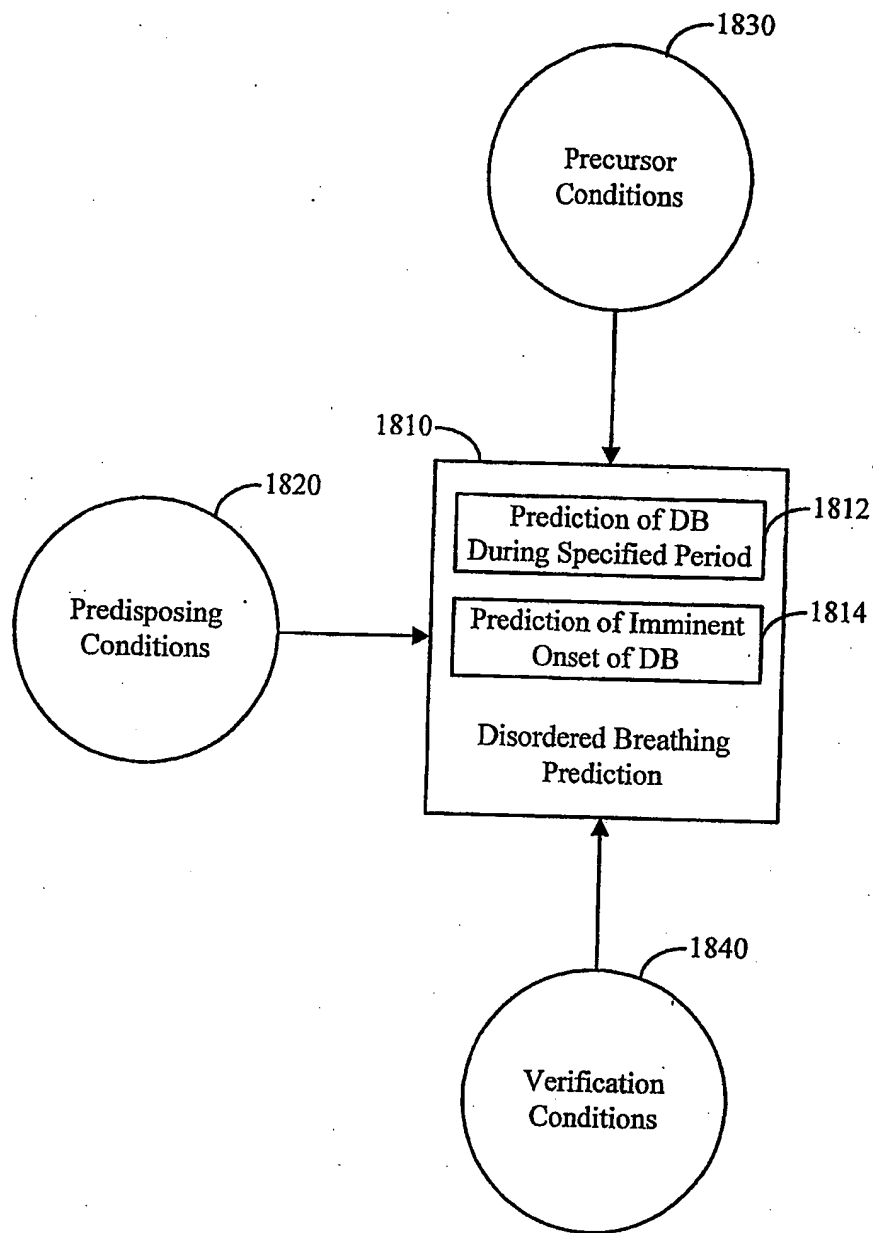 1830
Precursor
Conditions
1810
1820
Prediction of DB
During Specified Period
1812
Predisposing
Conditions
Prediction of Imminent
Onset of DB
1814
Disordered Breathing
Prediction
1840
Verification
Conditions